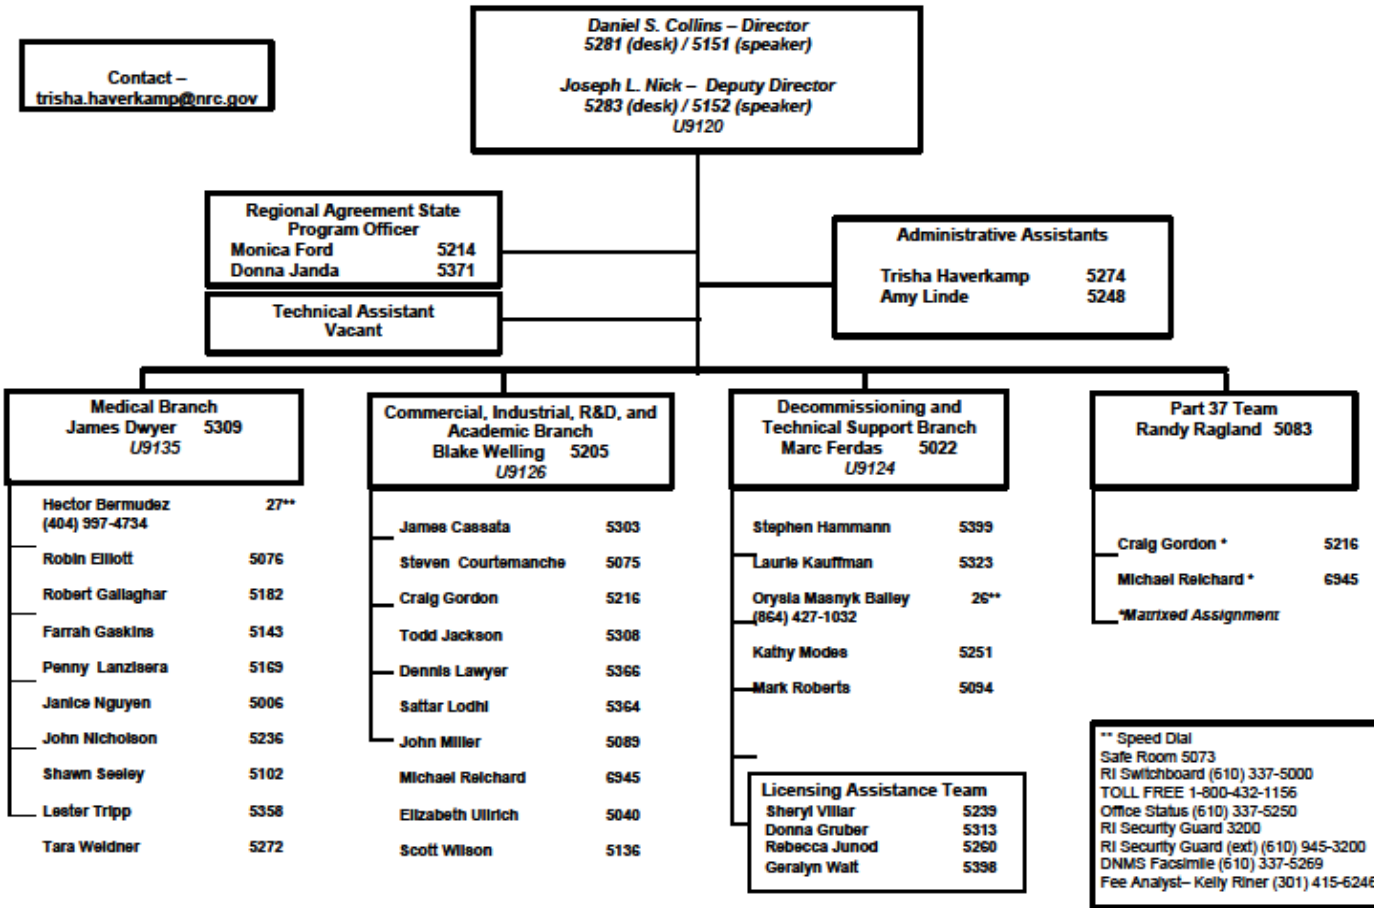 Daniel S. Collins – Director
5281 (desk) / 5151 (speaker)
Joseph L. Nick – Deputy Director
5283 (desk) / 5152 (speaker)
U9120
Contact –
trisha.haverkamp@nrc.gov
Regional Agreement State
Program Officer
Monica Ford 5214
Donna Janda 5371
Technical Assistant
Vacant
Administrative Assistants
Trisha Haverkamp 5274
Amy Linde 5248
Medical Branch
James Dwyer 5309
U9135
Hector Bermudez 27**
(404) 997-4734
Robin Elliott 5076
Robert Gallaghar 5182
Farrah Gaskins 5143
Penny Lanzisera 5169
Janice Nguyen 5006
John Nicholson 5236
Shawn Seeley 5102
Lester Tripp 5358
Tara Weidner 5272
Commercial, Industrial, R&D, and
Academic Branch
Blake Welling 5205
U9126
James Cassata 5303
Steven Courtemanche 5075
Craig Gordon 5216
Todd Jackson 5308
Dennis Lawyer 5366
Sattar Lodhi 5364
John Miller 5089
Michael Reichard 6945
Elizabeth Ullrich 5040
Scott Wilson 5136
Decommissioning and
Technical Support Branch
Marc Ferdas 5022
U9124
Stephen Hammann 5399
Laurie Kauffman 5323
Orysia Masnyk Bailey 26**
(864) 427-1032
Kathy Modes 5251
Mark Roberts 5094
Licensing Assistance Team
Sheryl Villar 5239
Donna Gruber 5313
Rebecca Junod 5260
Geralyn Wait 5398
Part 37 Team
Randy Ragland 5083
Craig Gordon * 5216
Michael Reichard * 6945
*Matrixed Assignment
** Speed Dial
Safe Room 5073
RI Switchboard (610) 337-5000
TOLL FREE 1-800-432-1156
Office Status (610) 337-5250
RI Security Guard 3200
RI Security Guard (ext) (610) 945-3200
DNMS Facsimile (610) 337-5269
Fee Analyst– Kelly Riner (301) 415-6246